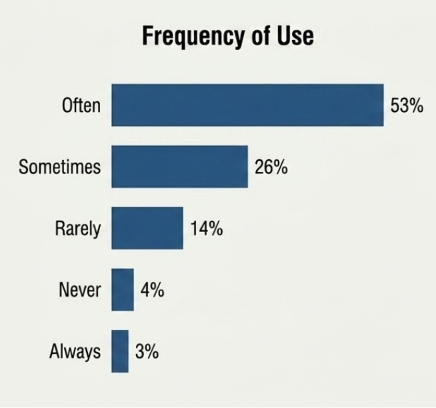 Frequency of Use
Often 53%
Sometimes 26%
Rarely 14%
Never 4%
Always 3%